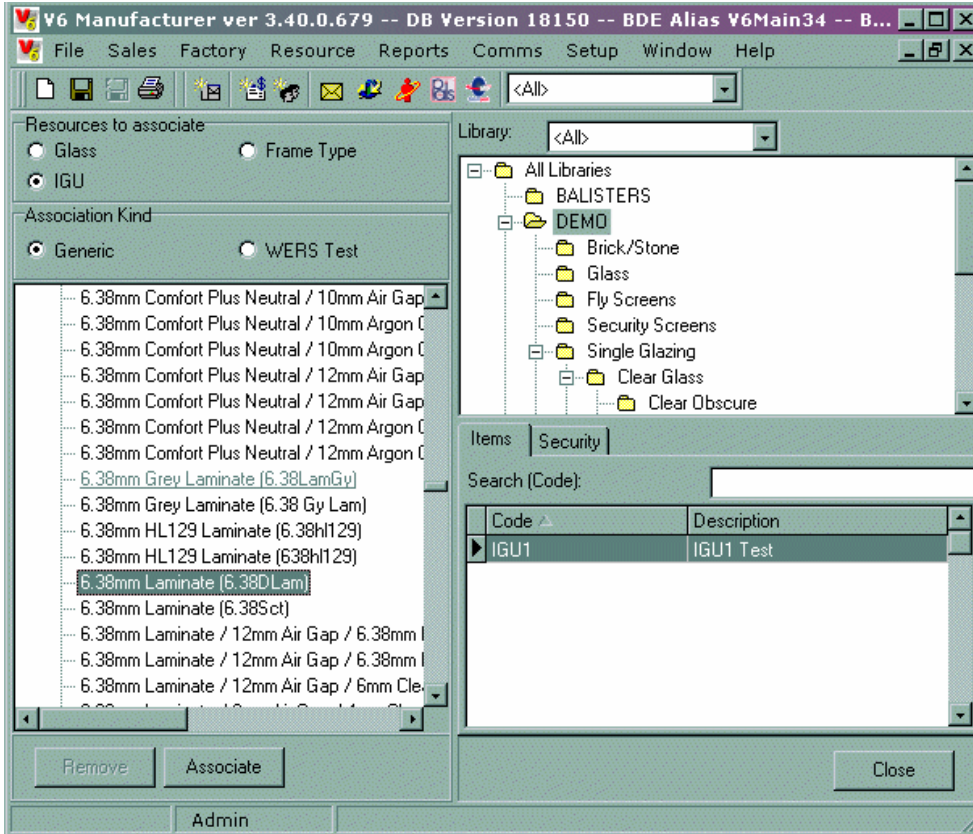 V6 Manufacturer ver 3.40.0.679 -- DB Version 18150 -- BDE Alias V6Main34 -- B...
File Sales Factory Resource Reports Comms Setup Window Help
<All>
Resources to associate
Glass
Frame Type
IGU
Association Kind
Generic
WERS Test
6.38mm Comfort Plus Neutral / 10mm Air Gap
6.38mm Comfort Plus Neutral / 10mm Argon
6.38mm Comfort Plus Neutral / 10mm Argon
6.38mm Comfort Plus Neutral / 12mm Air Gap
6.38mm Comfort Plus Neutral / 12mm Air Gap
6.38mm Comfort Plus Neutral / 12mm Argon
6.38mm Comfort Plus Neutral / 12mm Argon
6.38mm Grey Laminate (6.38LamGy)
6.38mm Grey Laminate (6.38 Gy Lam)
6.38mm HL129 Laminate (6.38hl129)
6.38mm HL129 Laminate (638hl129)
6.38mm Laminate (6.38DLam)
6.38mm Laminate (6.38Sct)
6.38mm Laminate / 12mm Air Gap / 6.38mm
6.38mm Laminate / 12mm Air Gap / 6.38mm
6.38mm Laminate / 12mm Air Gap / 6mm Cle
Remove
Associate
Library:
<All>
All Libraries
BALISTERS
DEMO
Brick/Stone
Glass
Fly Screens
Security Screens
Single Glazing
Clear Glass
Clear Obscure
Items
Security
Search (Code):
Code Description
IGU1 IGU1 Test
Close
Admin